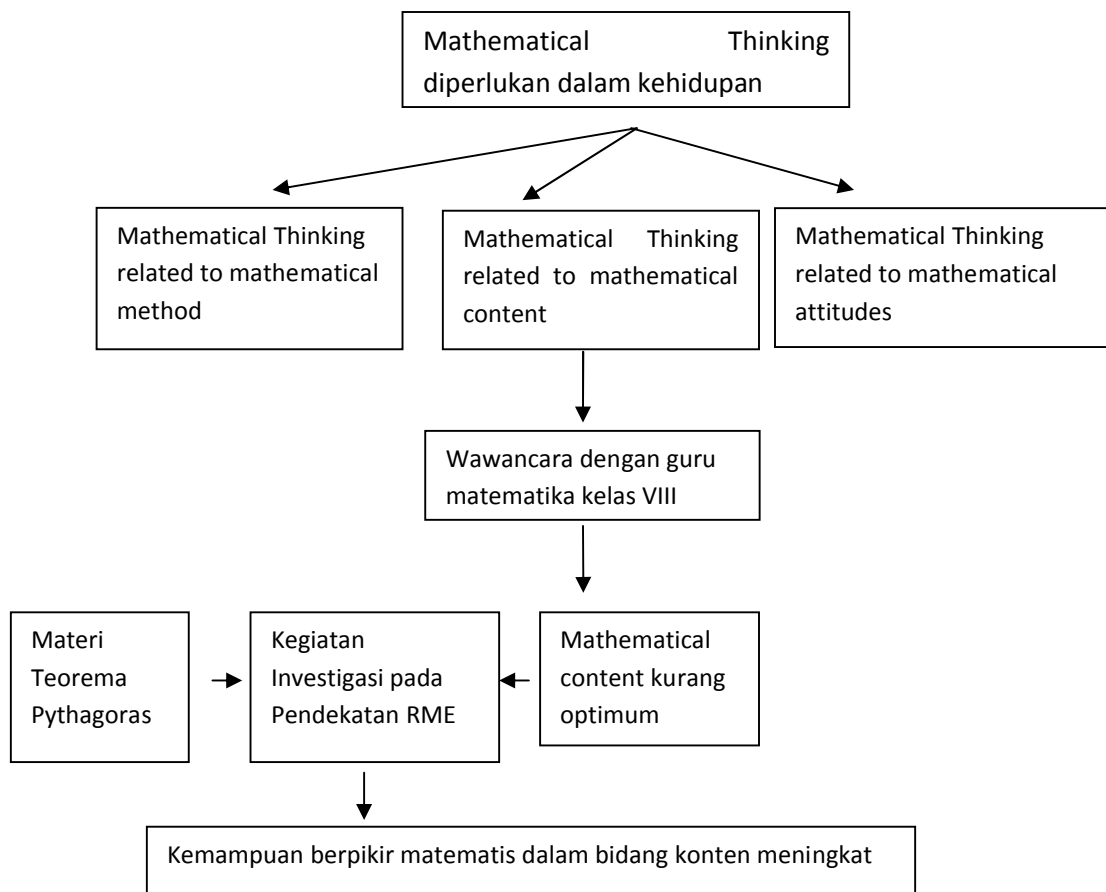 Mathematical Thinking
diperlukan dalam kehidupan
Mathematical Thinking
related to mathematical
method
Mathematical Thinking
related to mathematical
content
Mathematical Thinking
related to mathematical
attitudes
Wawancara dengan guru
matematika kelas VIII
Materi
Teorema
Pythagoras
Kegiatan
Investigasi pada
Pendekatan RME
Mathematical
content kurang
optimum
Kemampuan berpikir matematis dalam bidang konten meningkat